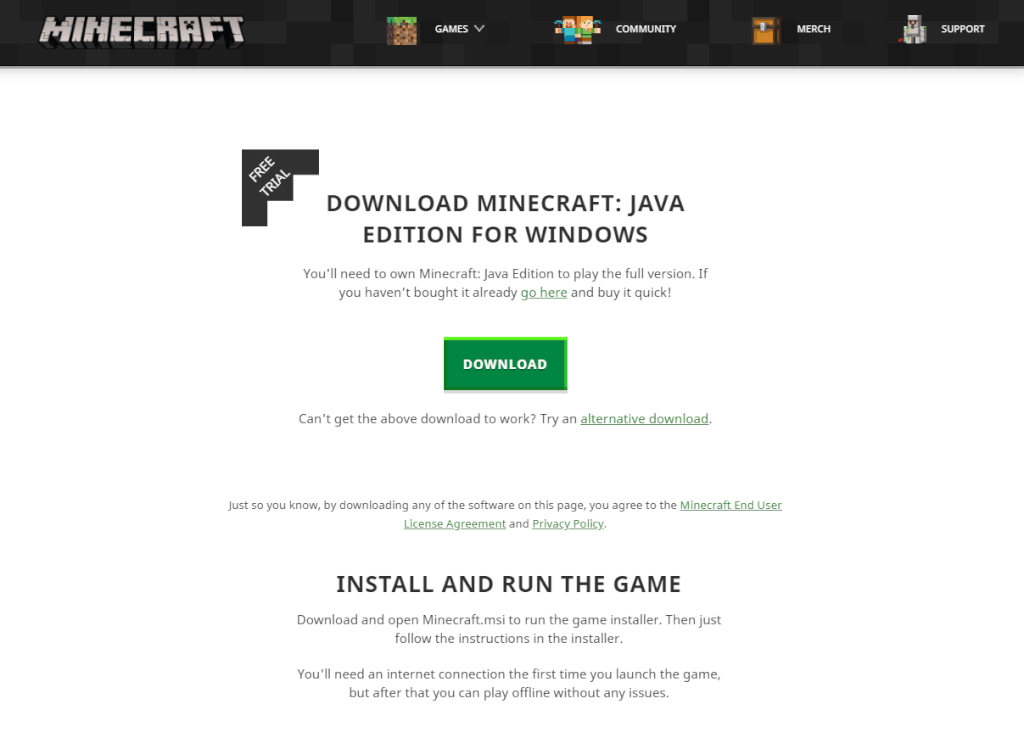 MINECRAFT
GAMES
COMMUNITY
MERCH
SUPPORT
FREE
TRIAL
DOWNLOAD MINECRAFT: JAVA
EDITION FOR WINDOWS
You'll need to own Minecraft: Java Edition to play the full version. If
you haven't bought it already go here and buy it quick!
DOWNLOAD
Can't get the above download to work? Try an alternative download.
Just so you know, by downloading any of the software on this page, you agree to the Minecraft End User
License Agreement and Privacy Policy.
INSTALL AND RUN THE GAME
Download and open Minecraft.msi to run the game installer. Then just
follow the instructions in the installer.
You'll need an internet connection the first time you launch the game,
but after that you can play offline without any issues.